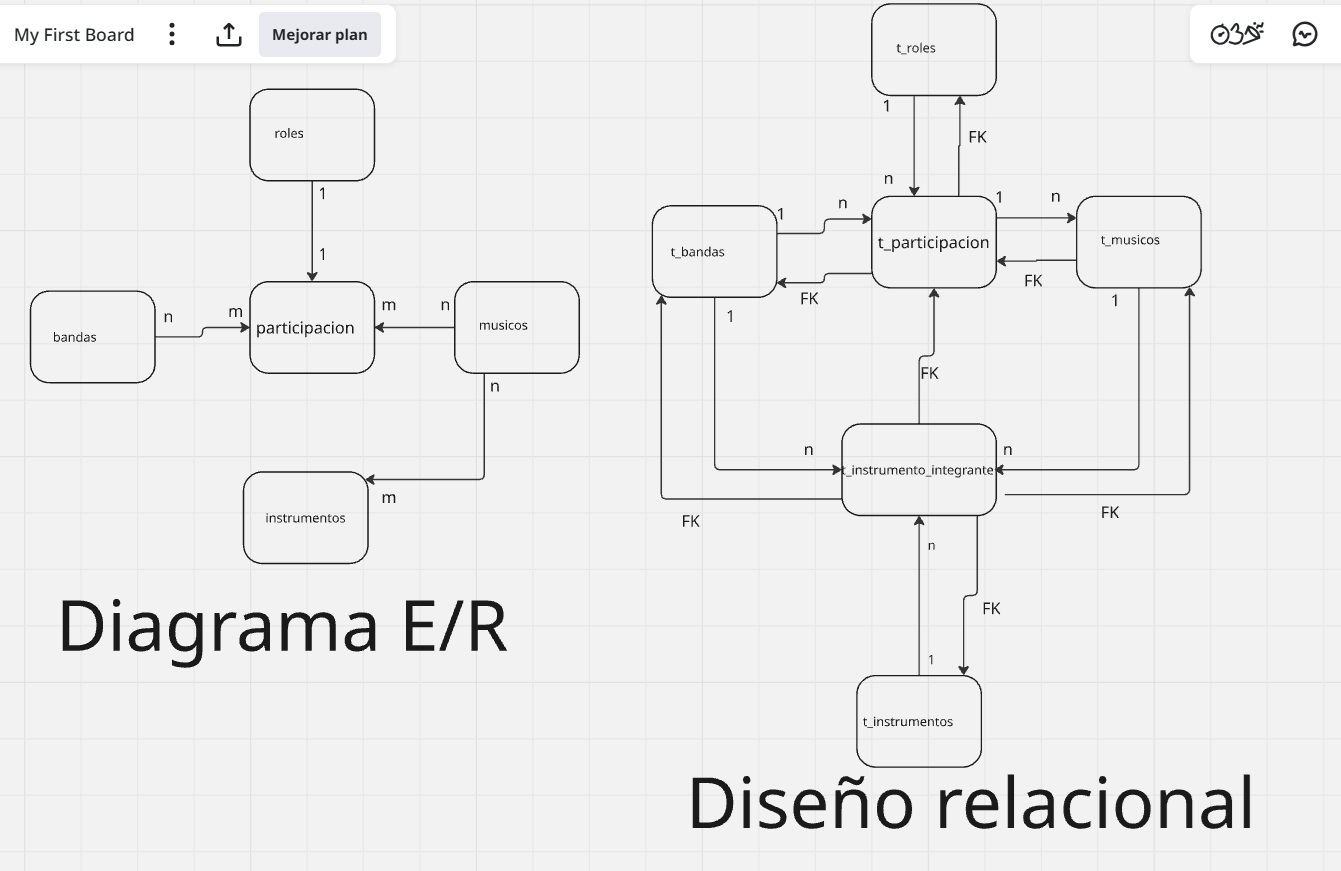 My First Board
Mejorar plan
roles
1
1
bandas
n
m
participacion
m
n
musicos
n
m
instrumentos
Diagrama E/R
t_roles
1
FK
n
t_bandas
1
n
t_participacion
1
n
t_musicos
FK
FK
1
1
FK
n
t_instrumento_integrante
n
FK
FK
n
FK
1
t_instrumentos
Diseño relacional